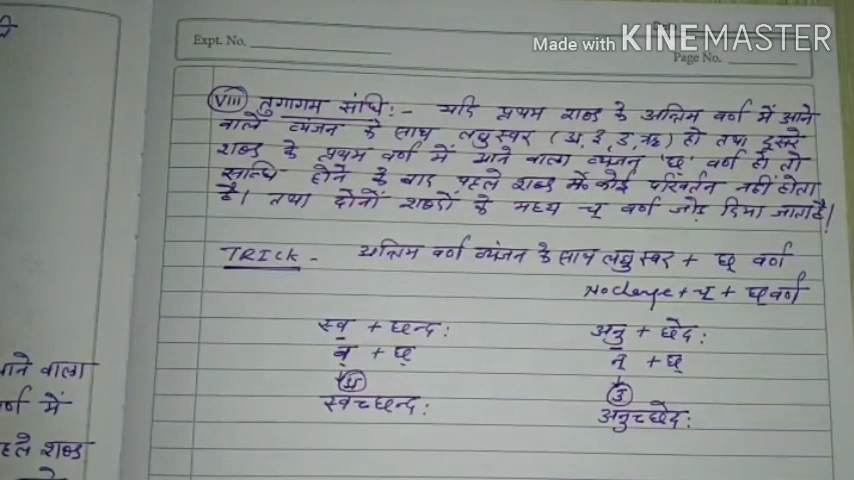 Made with KINEMASTER
Expt. No.
Page No.
VIII तुगागम संधि:- यदि प्रथम शब्द के अन्तिम वर्ण में आने
वाले व्यंजन के साथ लघुस्वर (अ, इ, उ, ऋ) हो तथा दूसरे
शब्द के प्रथम वर्ण में आने वाला व्यंजन 'छ्' वर्ण हो तो
सन्धि होने के बाद पहले शब्द में कोई परिवर्तन नहीं होता
है। तथा दोनों शब्दों के मध्य च् वर्ण जोड़ दिया जाता है।
TRICK - अन्तिम वर्ण व्यंजन के साथ लघुस्वर + छ् वर्ण
No change + च् + छ् वर्ण
स्व + छन्द: अनु + छेद:
व् + छ् न् + छ्
अ उ
स्वच्छन्द: अनुच्छेद:
ाने वाला
र्ण में
हले शब्द